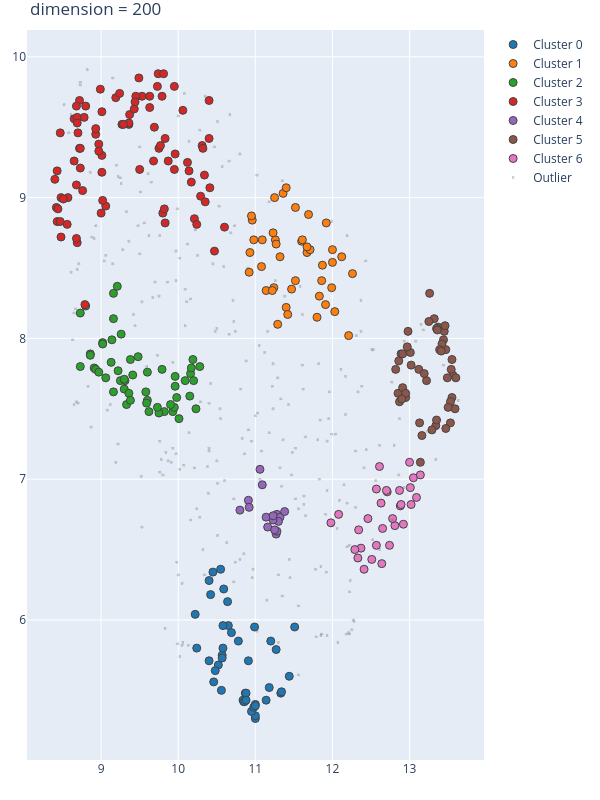 dimension = 200
10
9
8
7
6
9
10
11
12
13
Cluster 0
Cluster 1
Cluster 2
Cluster 3
Cluster 4
Cluster 5
Cluster 6
Outlier